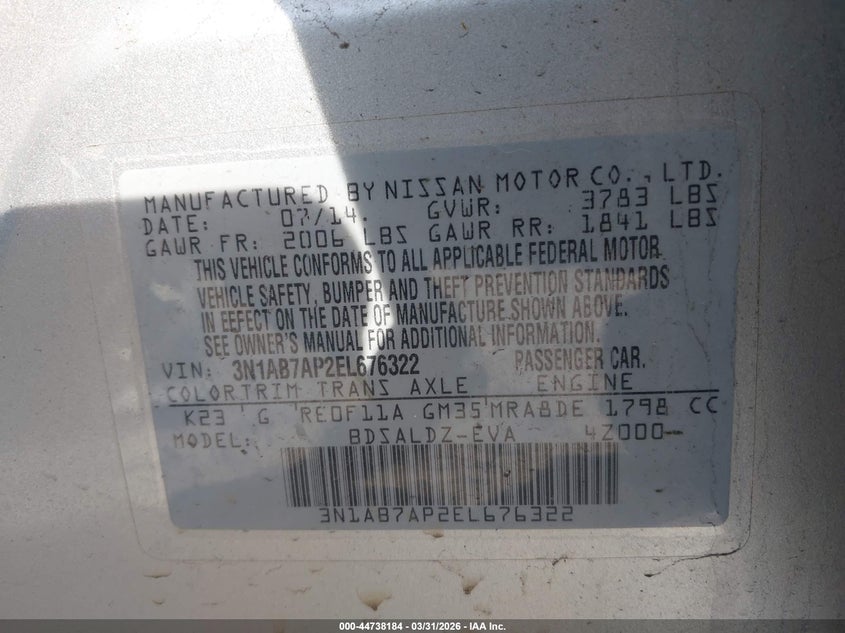 MANUFACTURED BY NISSAN MOTOR CO., LTD.
DATE: 07/14. GVWR: 3783 LBS
GAWR FR: 2006 LBS GAWR RR: 1841 LBS
THIS VEHICLE CONFORMS TO ALL APPLICABLE FEDERAL MOTOR
VEHICLE SAFETY, BUMPER AND THEFT PREVENTION STANDARDS
IN EFFECT ON THE DATE OF MANUFACTURE SHOWN ABOVE.
SEE OWNER'S MANUAL FOR ADDITIONAL INFORMATION.
VIN: 3N1AB7AP2EL676322 PASSENGER CAR.
COLOR TRIM TRANS AXLE ENGINE
K23 G RE0F11A GM35 MRA8DE 1798 CC
MODEL: BDSALDZ-EVA 4Z000-
3N1AB7AP2EL676322
000-44738184 - 03/31/2026 - IAA Inc.